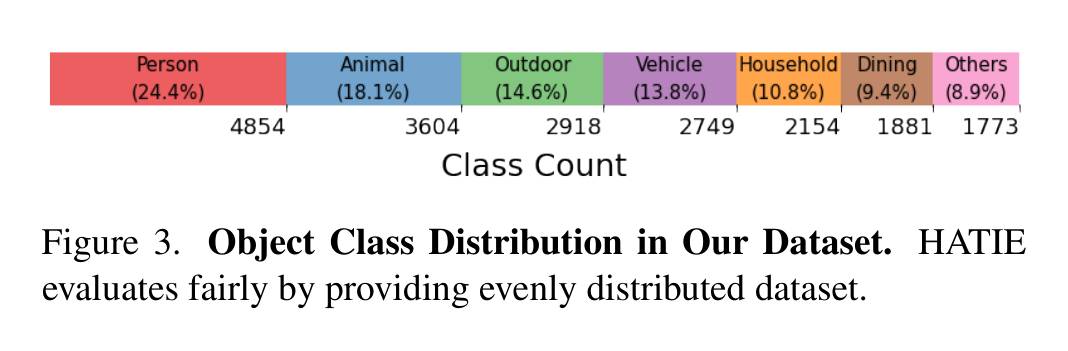 Person Animal Outdoor Vehicle Household Dining Others
(24.4%) (18.1%) (14.6%) (13.8%) (10.8%) (9.4%) (8.9%)
4854 3604 2918 2749 2154 1881 1773
Class Count
Figure 3. Object Class Distribution in Our Dataset. HATIE
evaluates fairly by providing evenly distributed dataset.